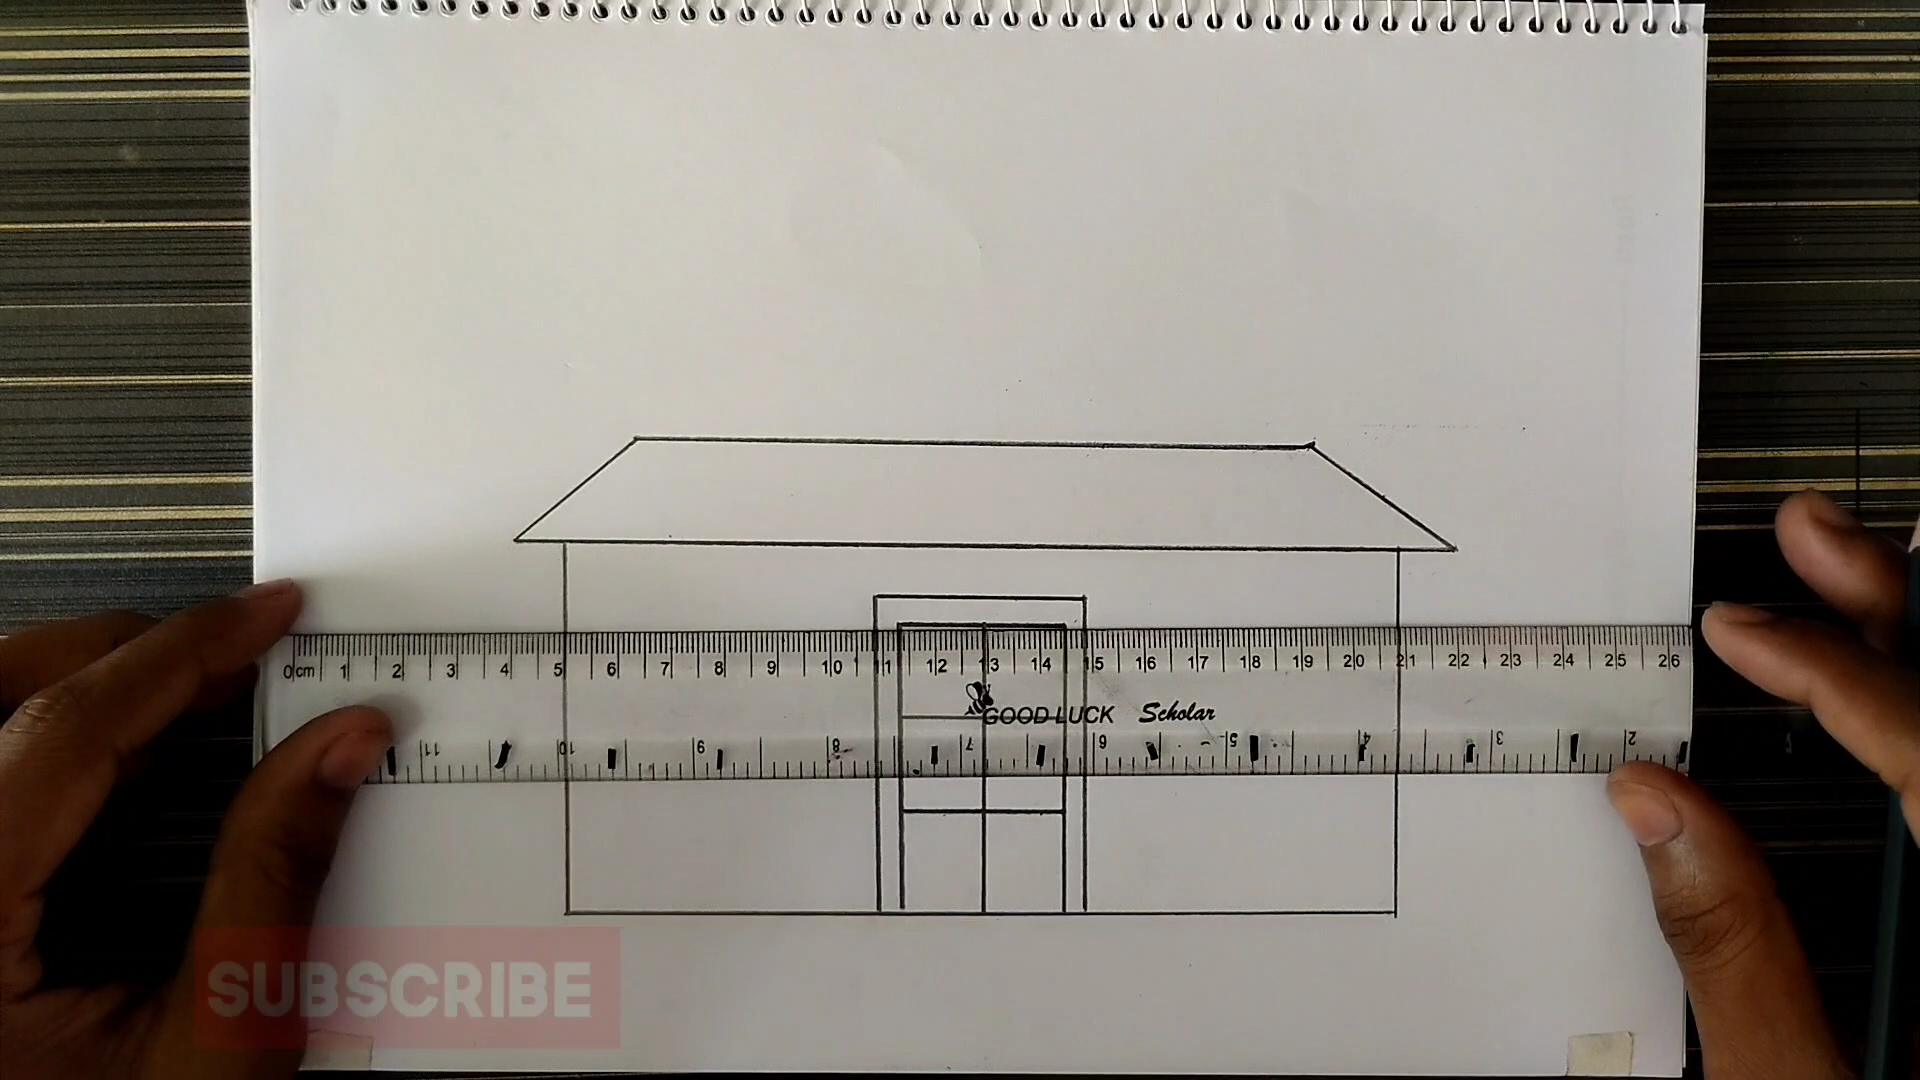 0 cm 1 2 3 4 5 6 7 8 9 10 11 12 13 14 15 16 17 18 19 20 21 22 23 24 25 26
GOOD LUCK Scholar
11 10 9 8 7 6 5 4 3 2
SUBSCRIBE